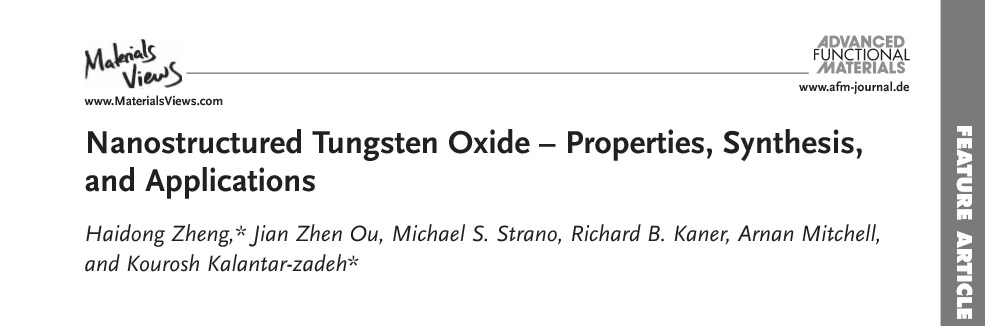 Materials
Views
www.MaterialsViews.com
ADVANCED
FUNCTIONAL
MATERIALS
www.afm-journal.de
Nanostructured Tungsten Oxide – Properties, Synthesis,
and Applications
Haidong Zheng,* Jian Zhen Ou, Michael S. Strano, Richard B. Kaner, Arnan Mitchell,
and Kourosh Kalantar-zadeh*
FEATURE ARTICLE